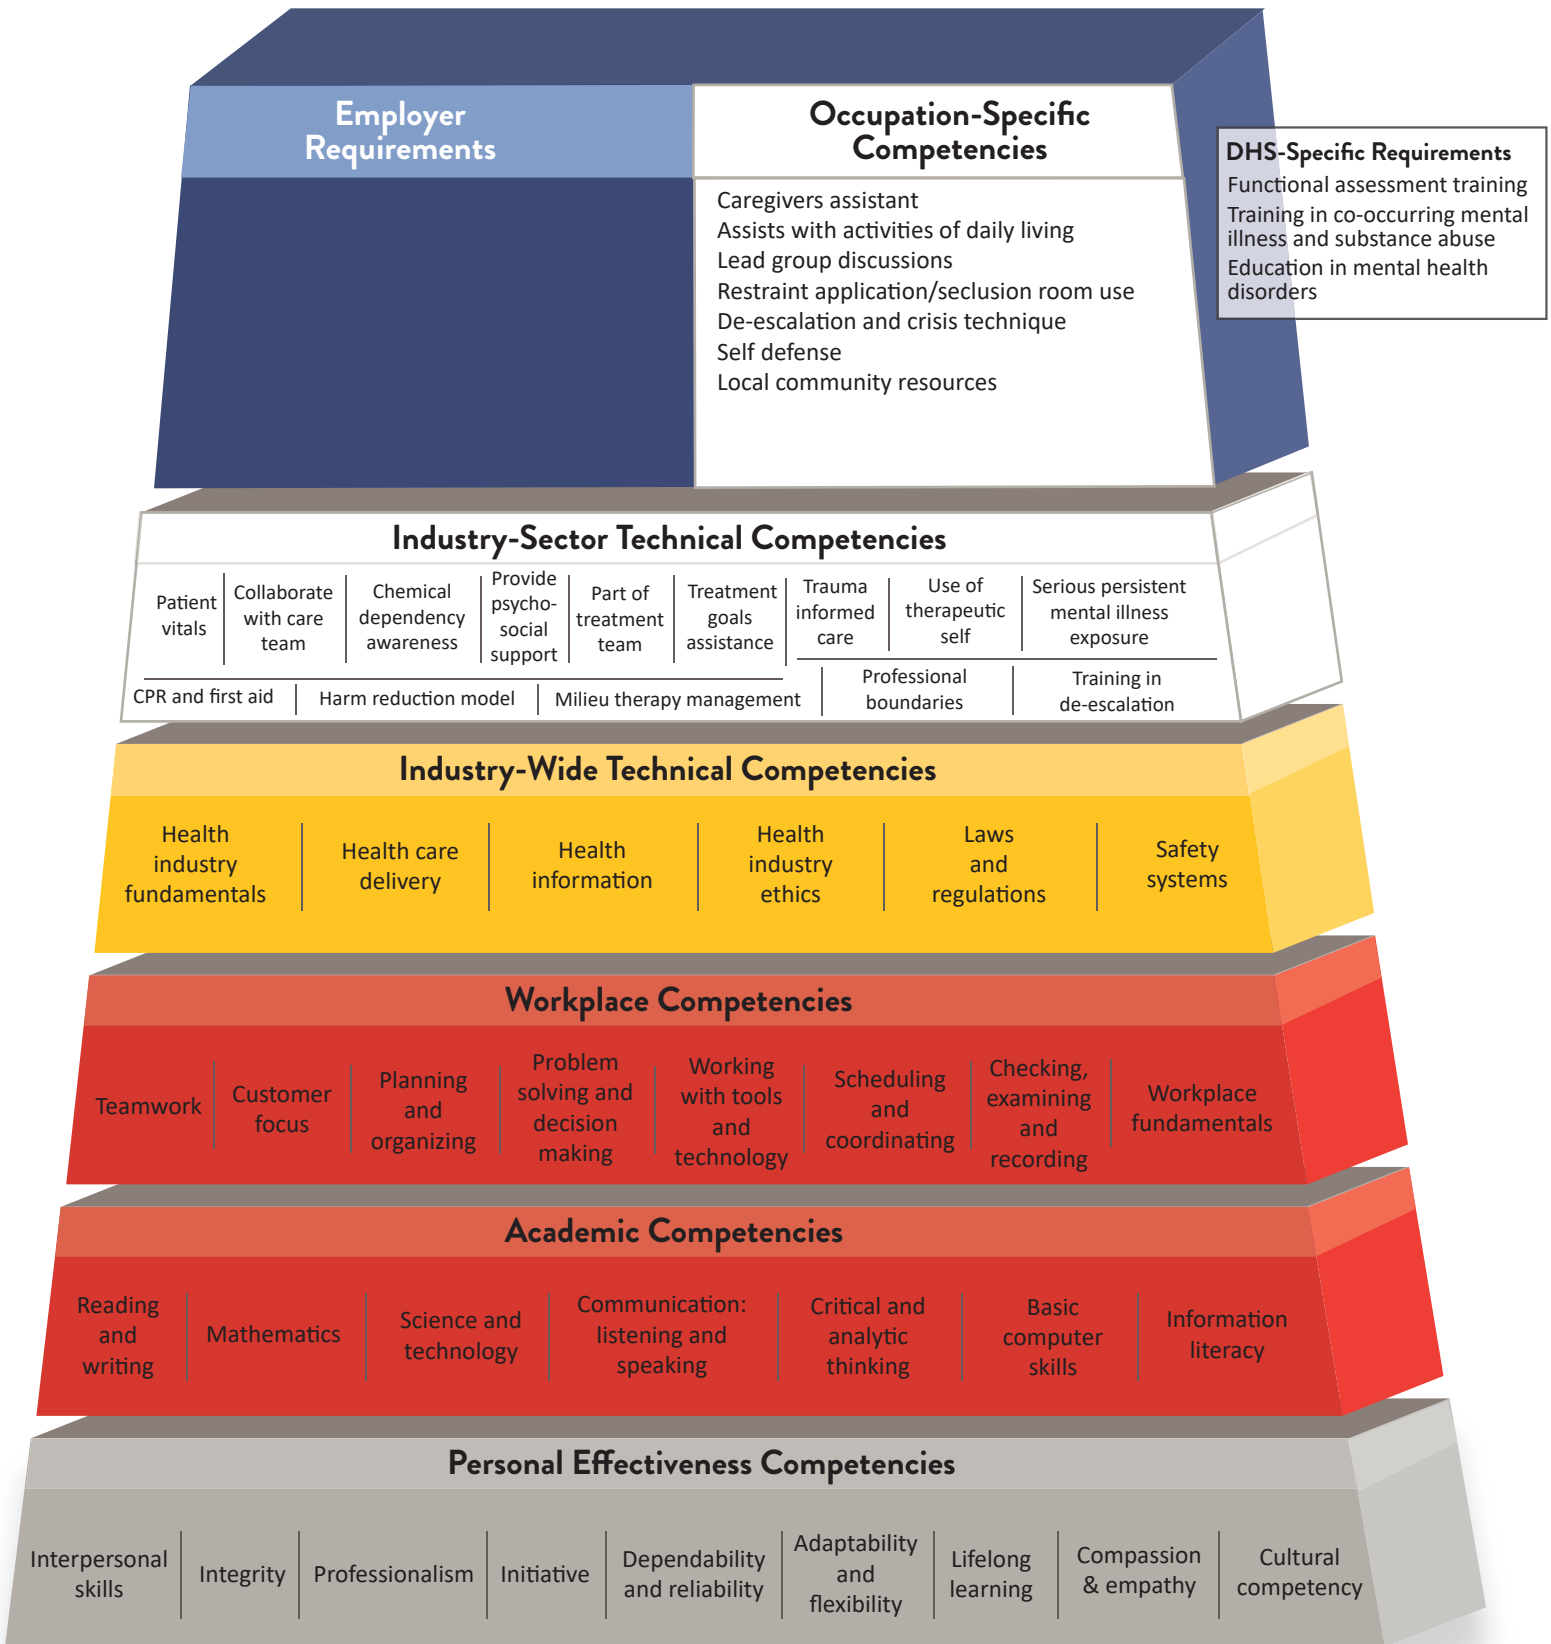 Employer
Requirements
Occupation-Specific
Competencies
Caregivers assistant
Assists with activities of daily living
Lead group discussions
Restraint application/seclusion room use
De-escalation and crisis technique
Self defense
Local community resources
DHS-Specific Requirements
Functional assessment training
Training in co-occurring mental
illness and substance abuse
Education in mental health
disorders
Industry-Sector Technical Competencies
Patient
vitals
Collaborate
with care
team
Chemical
dependency
awareness
Provide
psycho-
social
support
Part of
treatment
team
Treatment
goals
assistance
Trauma
informed
care
Use of
therapeutic
self
Serious persistent
mental illness
exposure
CPR and first aid
Harm reduction model
Milieu therapy management
Professional
boundaries
Training in
de-escalation
Industry-Wide Technical Competencies
Health
industry
fundamentals
Health care
delivery
Health
information
Health
industry
ethics
Laws
and
regulations
Safety
systems
Workplace Competencies
Teamwork
Customer
focus
Planning
and
organizing
Problem
solving and
decision
making
Working
with tools
and
technology
Scheduling
and
coordinating
Checking,
examining
and
recording
Workplace
fundamentals
Academic Competencies
Reading
and
writing
Mathematics
Science and
technology
Communication:
listening and
speaking
Critical and
analytic
thinking
Basic
computer
skills
Information
literacy
Personal Effectiveness Competencies
Interpersonal
skills
Integrity
Professionalism
Initiative
Dependability
and reliability
Adaptability
and
flexibility
Lifelong
learning
Compassion
& empathy
Cultural
competency